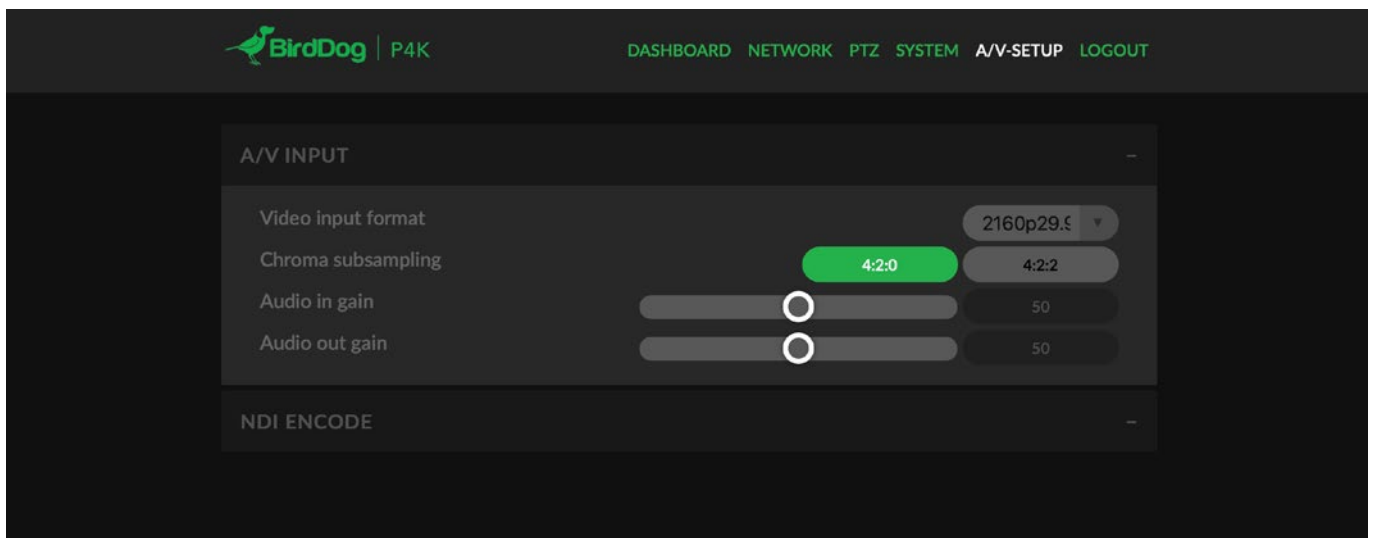 BirdDog | P4K
DASHBOARD NETWORK PTZ SYSTEM A/V-SETUP LOGOUT
A/V INPUT –
Video input format 2160p29.9
Chroma subsampling 4:2:0 4:2:2
Audio in gain 50
Audio out gain 50
NDI ENCODE –